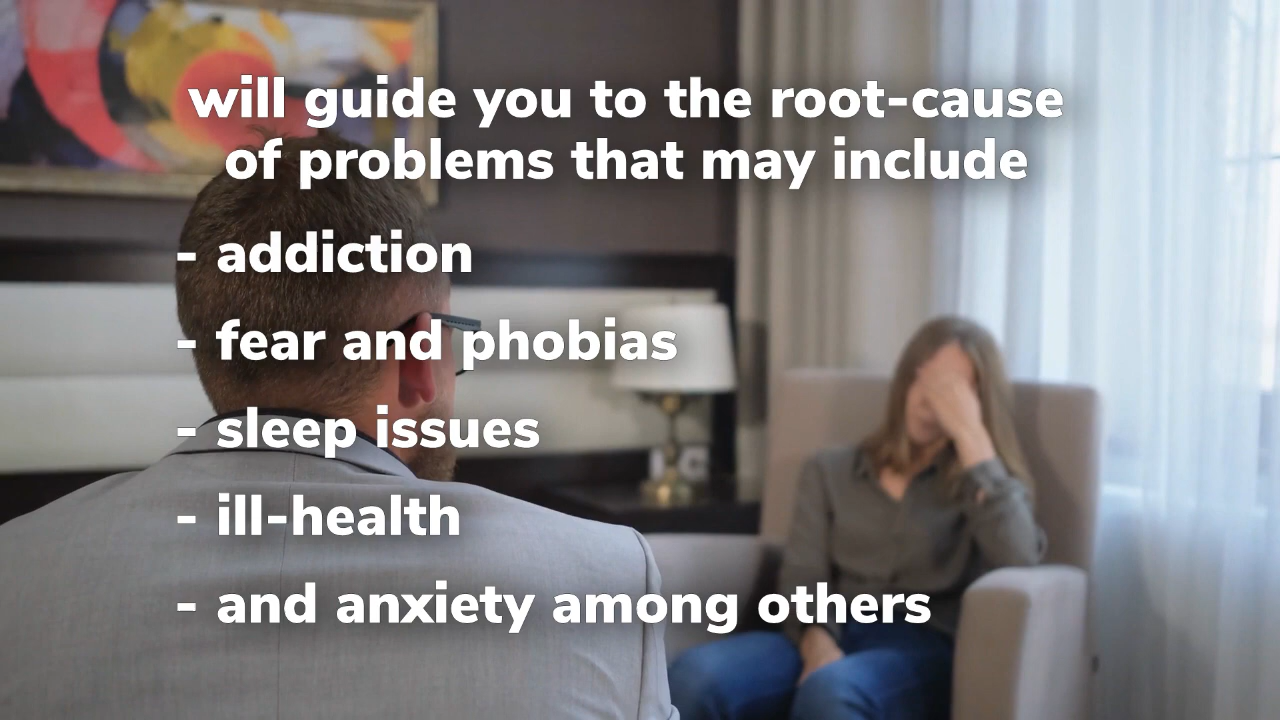 will guide you to the root-cause
of problems that may include
- addiction
- fear and phobias
- sleep issues
- ill-health
- and anxiety among others